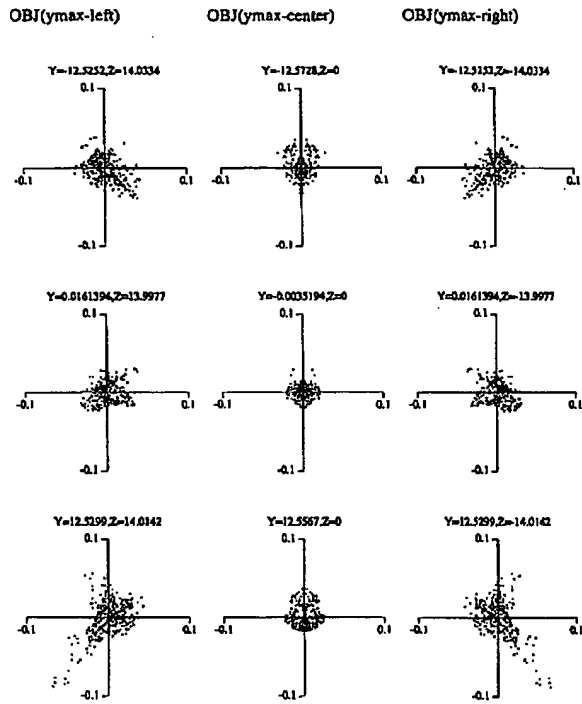 OBJ(ymax-left) OBJ(ymax-center) OBJ(ymax-right)
Y=-12.5252,Z=14.0334 Y=-12.5728,Z=0 Y=-12.5252,Z=-14.0334
0.1 0.1 0.1
-0.1 0.1 -0.1 0.1 -0.1 0.1
-0.1 -0.1 -0.1
Y=0.0161394,Z=13.9977 Y=-0.0035194,Z=0 Y=0.0161394,Z=-13.9977
0.1 0.1 0.1
-0.1 0.1 -0.1 0.1 -0.1 0.1
-0.1 -0.1 -0.1
Y=12.5299,Z=14.0142 Y=12.5567,Z=0 Y=12.5299,Z=-14.0142
0.1 0.1 0.1
-0.1 0.1 -0.1 0.1 -0.1 0.1
-0.1 -0.1 -0.1